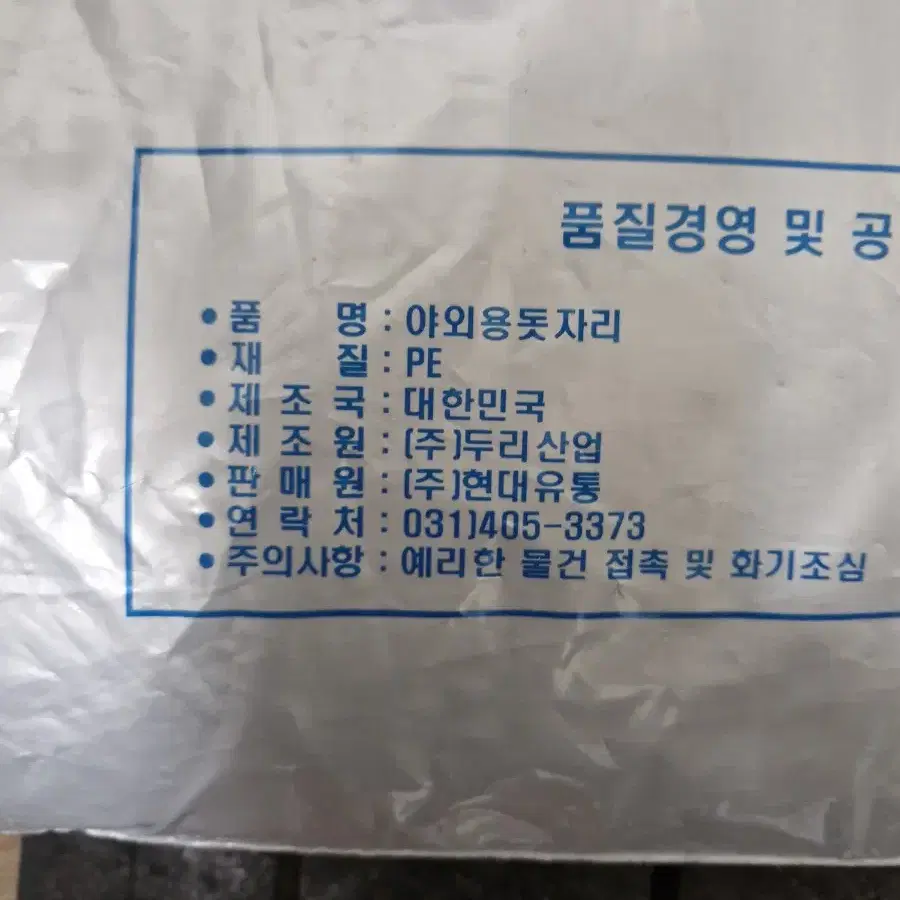 품질경영 및 공
• 품 명 : 야외용돗자리
• 재 질 : PE
• 제 조 국 : 대한민국
• 제 조 원 : (주)두리산업
• 판 매 원 : (주)현대유통
• 연 락 처 : 031)405-3373
• 주의사항 : 예리한 물건 접촉 및 화기조심